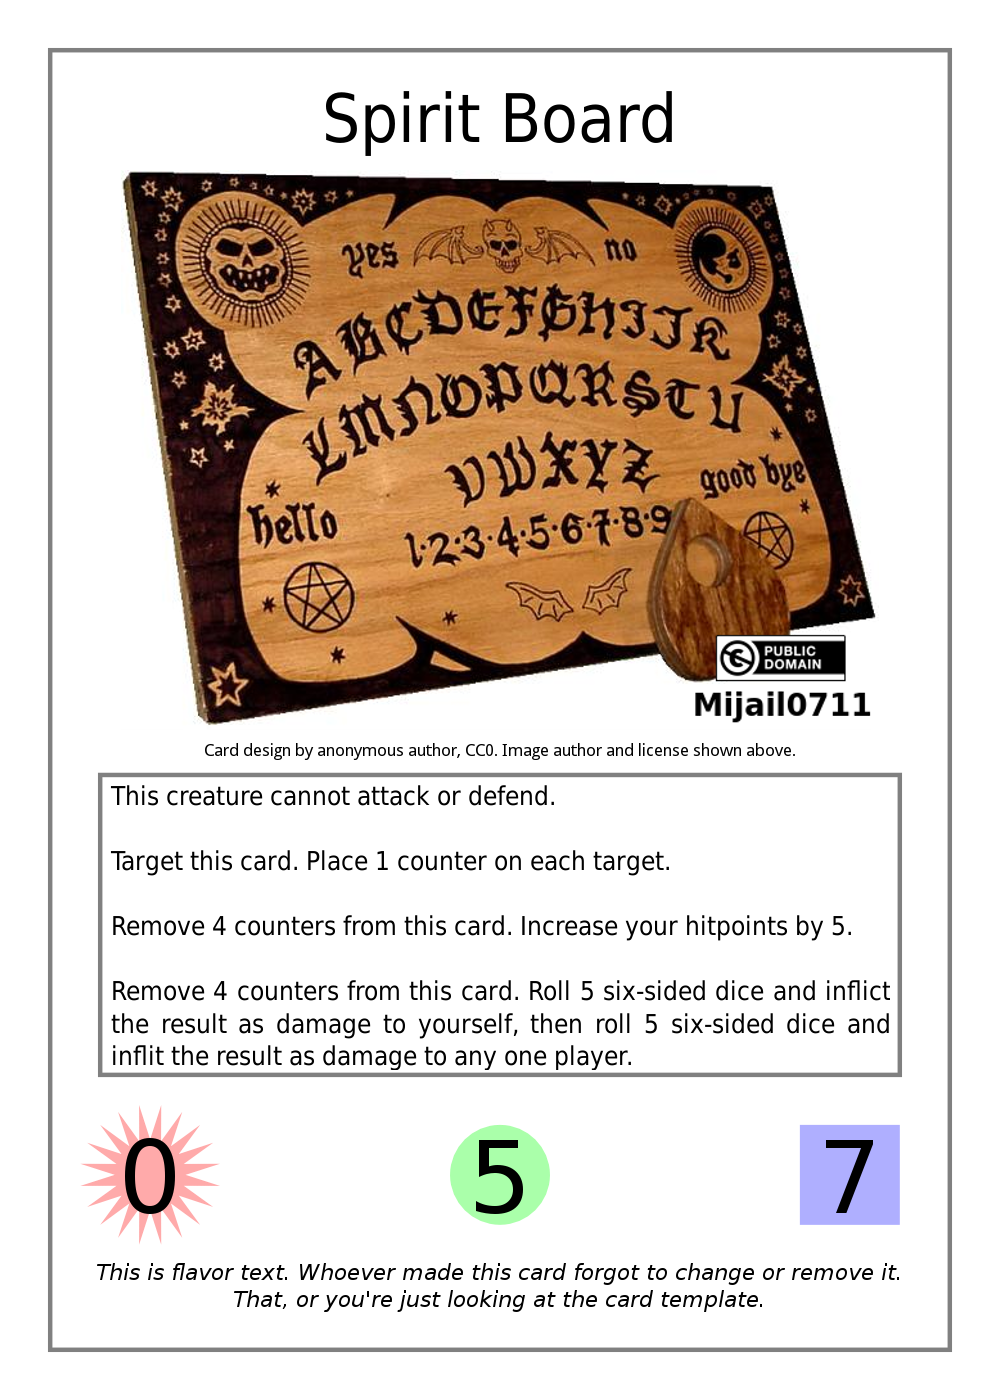 Spirit Board
yes
no
ABCDEFGHIJK
LMNOPQRSTU
VWXYZ
good bye
hello
1·2·3·4·5·6·7·8·9
PUBLIC
DOMAIN
Mijail0711
Card design by anonymous author, CC0. Image author and license shown above.
This creature cannot attack or defend.
Target this card. Place 1 counter on each target.
Remove 4 counters from this card. Increase your hitpoints by 5.
Remove 4 counters from this card. Roll 5 six-sided dice and inflict
the result as damage to yourself, then roll 5 six-sided dice and
inflit the result as damage to any one player.
0
5
7
This is flavor text. Whoever made this card forgot to change or remove it.
That, or you're just looking at the card template.